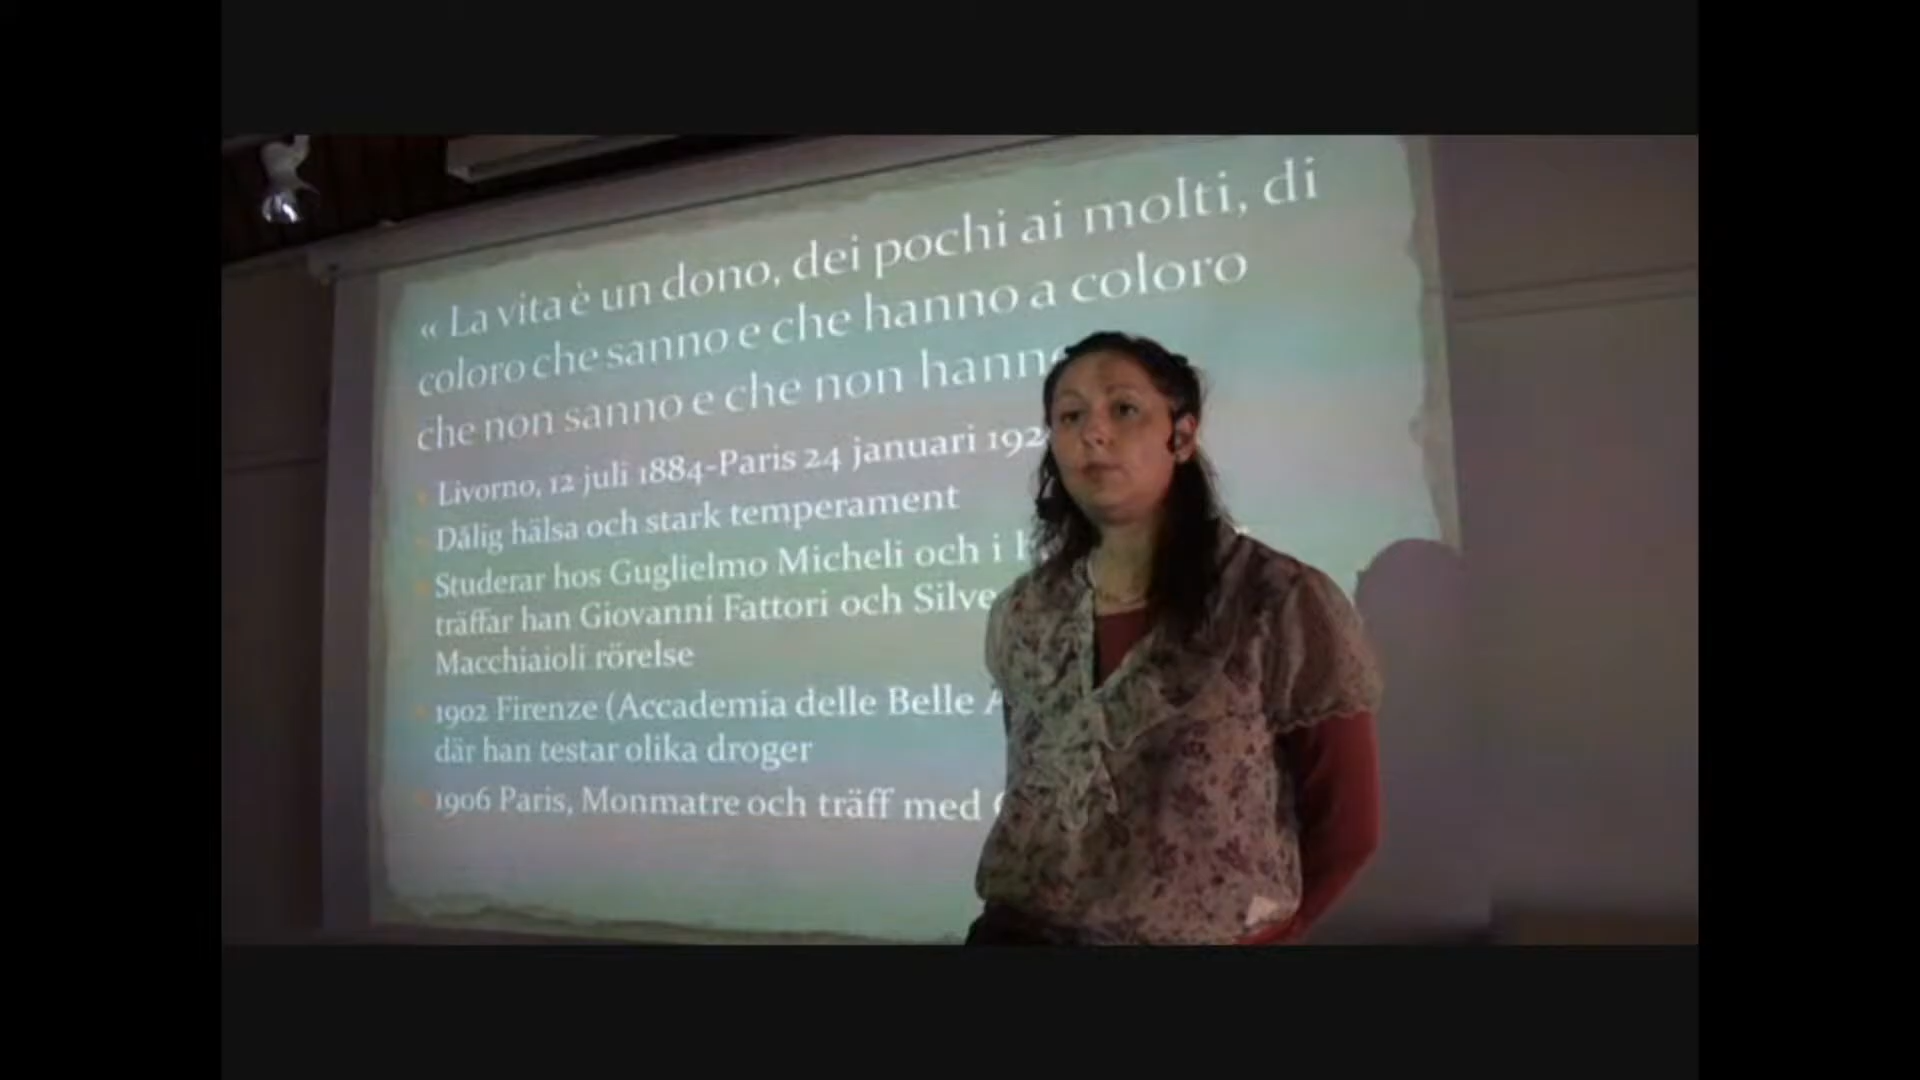 « La vita è un dono, dei pochi ai molti, di
coloro che sanno e che hanno a coloro
che non sanno e che non
Livorno, 12 juli 1884-Paris 24 januari
Dålig hälsa och stark temperament
Studerar hos Guglielmo Micheli och i
träffar han Giovanni Fattori och
Macchiaioli rörelse
1902 Firenze (Accademia delle Belle
där han testar olika droger
1906 Paris, Monmatre och träff med